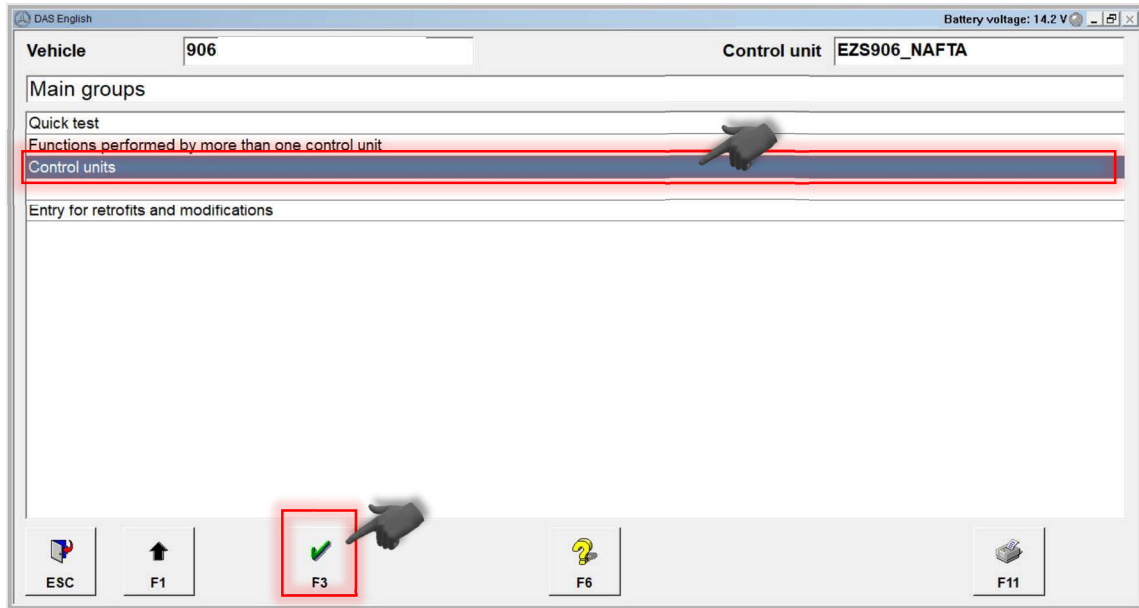 DAS English Battery voltage: 14.2 V
Vehicle 906 Control unit EZS906_NAFTA
Main groups
Quick test
Functions performed by more than one control unit
Control units
Entry for retrofits and modifications
ESC F1 F3 F6 F11